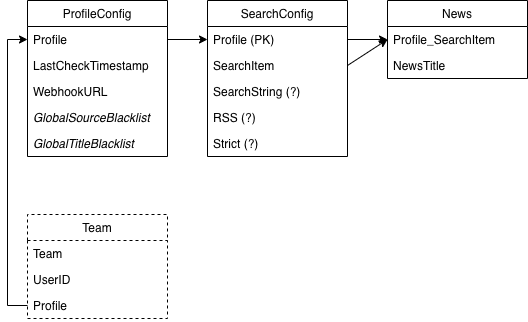 ProfileConfig
Profile
LastCheckTimestamp
WebhookURL
GlobalSourceBlacklist
GlobalTitleBlacklist
SearchConfig
Profile (PK)
SearchItem
SearchString (?)
RSS (?)
Strict (?)
News
Profile_SearchItem
NewsTitle
Team
Team
UserID
Profile